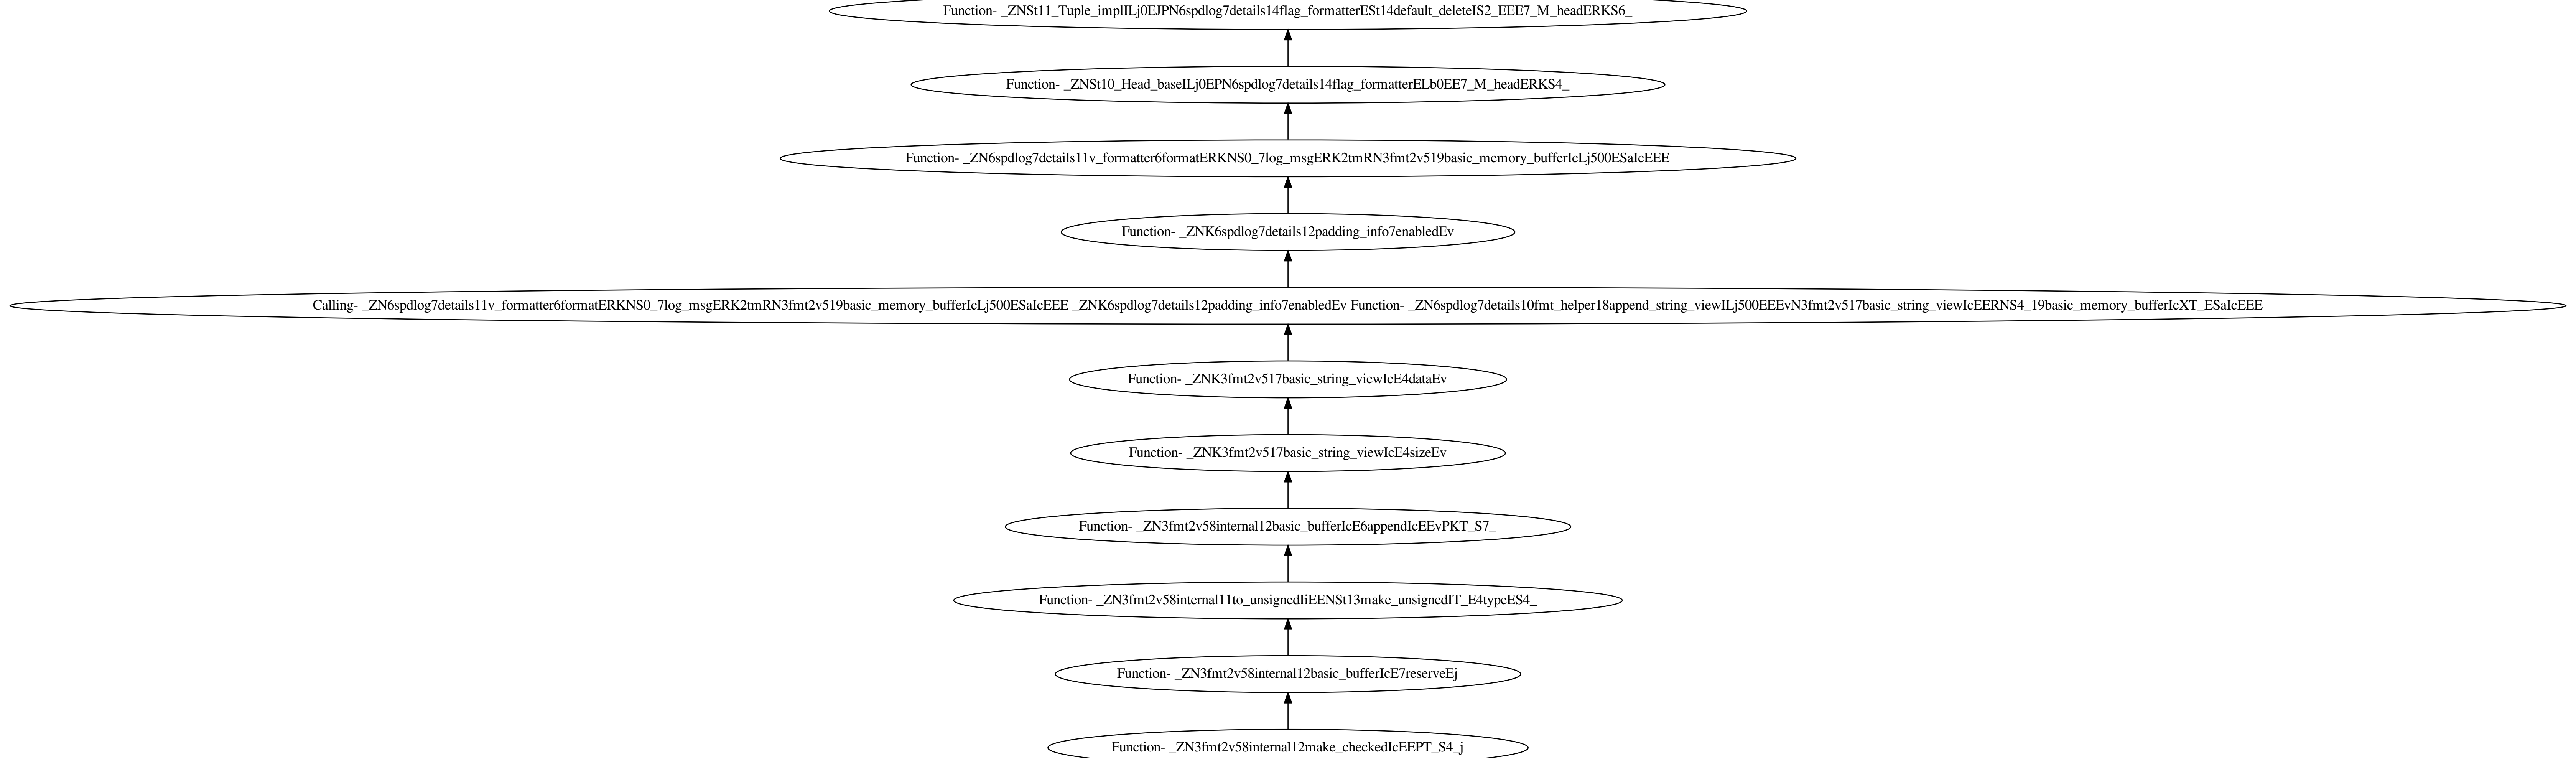 Function- _ZNSt11_Tuple_implILj0EJPN6spdlog7details14flag_formatterESt14default_deleteIS2_EEE7_M_headERKS6_
Function- _ZNSt10_Head_baseILj0EPN6spdlog7details14flag_formatterELb0EE7_M_headERKS4_
Function- _ZN6spdlog7details11v_formatter6formatERKNS0_7log_msgERK2tmRN3fmt2v519basic_memory_bufferIcLj500ESaIcEEE
Function- _ZNK6spdlog7details12padding_info7enabledEv
Calling- _ZN6spdlog7details11v_formatter6formatERKNS0_7log_msgERK2tmRN3fmt2v519basic_memory_bufferIcLj500ESaIcEEE _ZNK6spdlog7details12padding_info7enabledEv Function- _ZN6spdlog7details10fmt_helper18append_string_viewILj500EEEvN3fmt2v517basic_string_viewIcEERNS4_19basic_memory_bufferIcXT_ESaIcEEE
Function- _ZNK3fmt2v517basic_string_viewIcE4dataEv
Function- _ZNK3fmt2v517basic_string_viewIcE4sizeEv
Function- _ZN3fmt2v58internal12basic_bufferIcE6appendIcEEvPKT_S7_
Function- _ZN3fmt2v58internal11to_unsignedIiEENSt13make_unsignedIT_E4typeES4_
Function- _ZN3fmt2v58internal12basic_bufferIcE7reserveEj
Function- _ZN3fmt2v58internal12make_checkedIcEEPT_S4_j